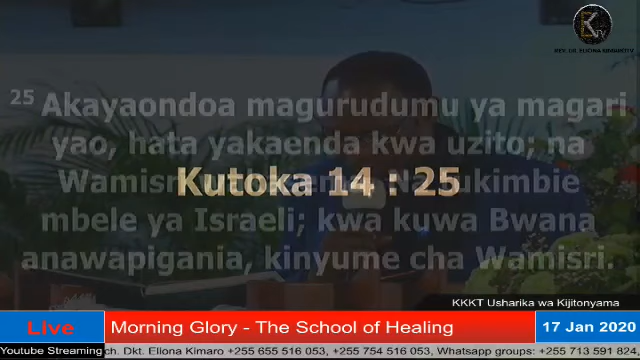 EK TV
REV. DR. ELIONA KIMARO TV
25 Akayaondoa magurudumu ya magari
yao, hata yakaenda kwa uzito; na
Kutoka 14 : 25
mbele ya Israeli; kwa kuwa Bwana
anawapigania, kinyume cha Wamisri.
KKKT Usharika wa Kijitonyama
Live
Morning Glory - The School of Healing
17 Jan 2020
Youtube Streaming
ch. Dkt. Eliona Kimaro +255 655 516 053, +255 754 516 053, Whatsapp groups: +255 713 591 824